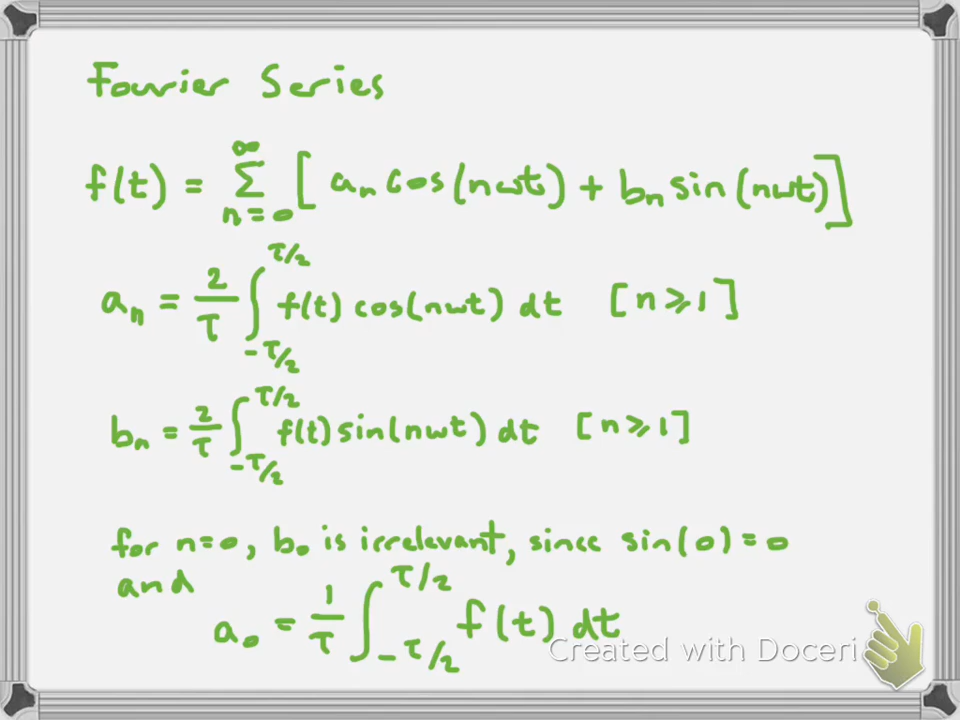 Fourier Series
f(t) = ∞∑n=0 [ aₙ cos(nωt) + bₙ sin(nωt) ]
aₙ = 2/τ ∫-τ/2 τ/2 f(t) cos(nωt) dt [n ≥ 1]
bₙ = 2/τ ∫-τ/2 τ/2 f(t) sin(nωt) dt [n ≥ 1]
for n=0, b₀ is irrelevant, since sin(0) = 0
and
a₀ = 1/τ ∫-τ/2 τ/2 f(t) dt
Created with Doceri